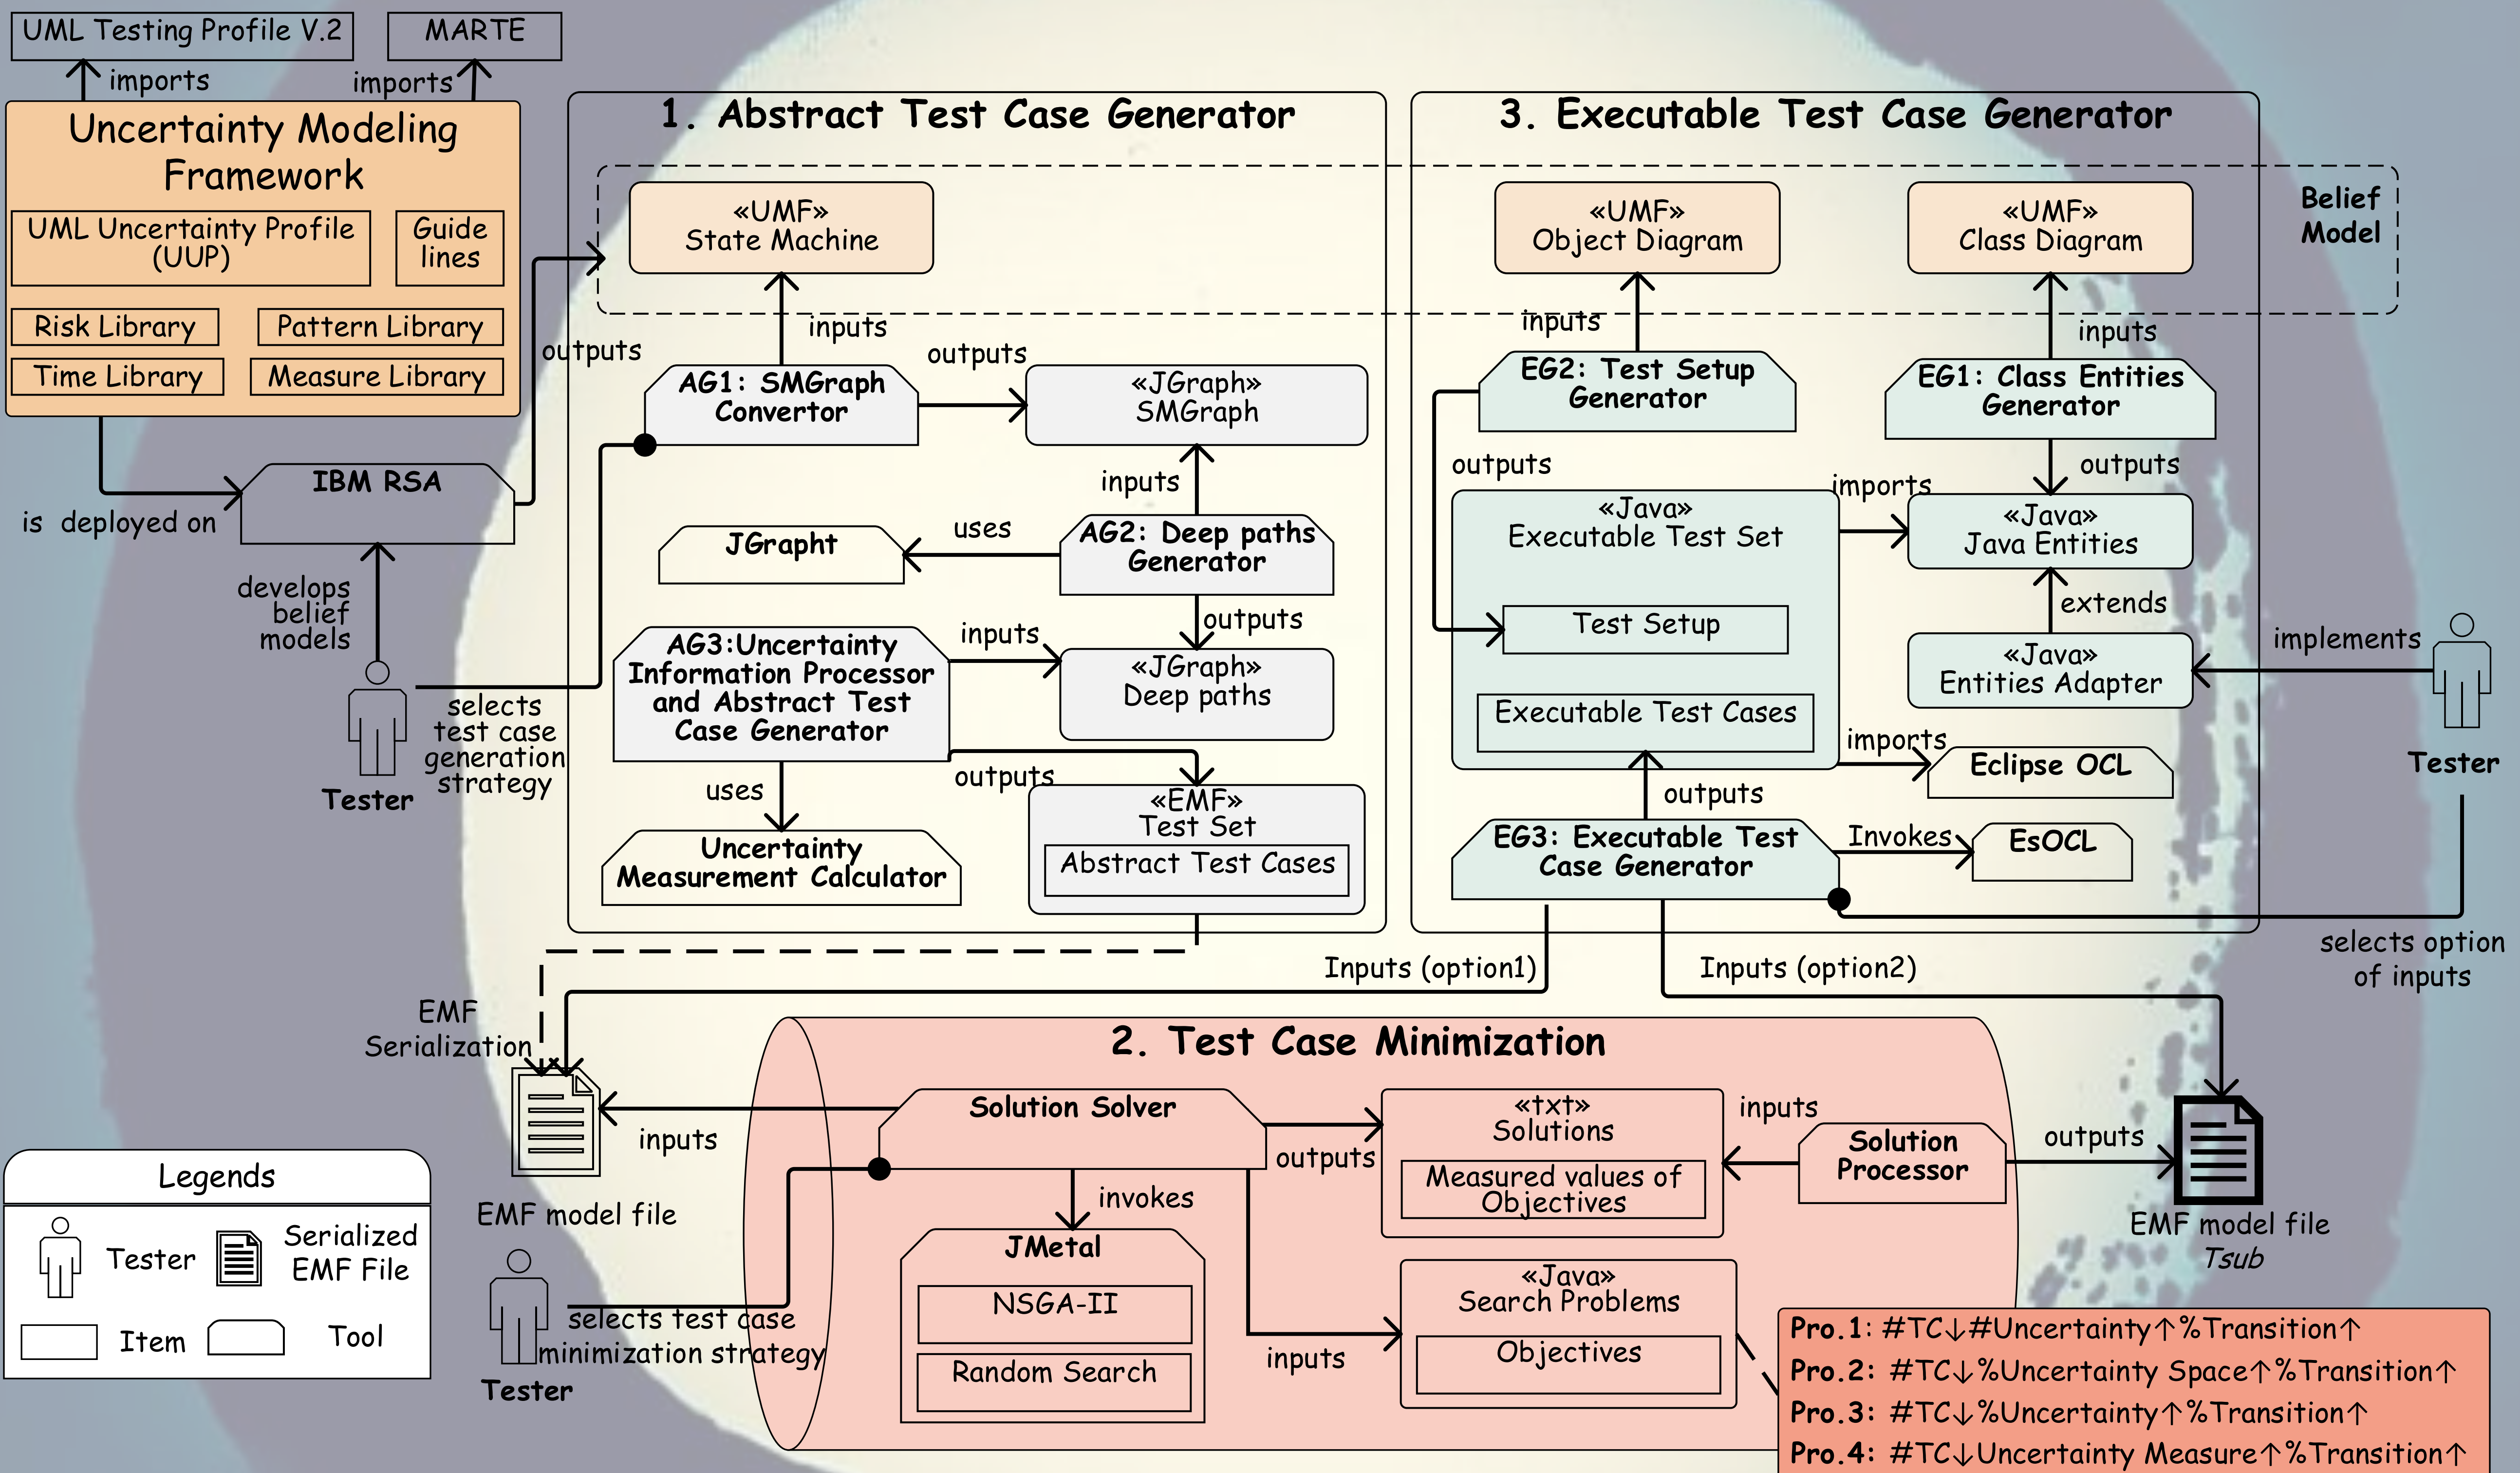 UML Testing Profile V.2
MARTE
imports
imports
Uncertainty Modeling
Framework
UML Uncertainty Profile
(UUP)
Guide
lines
Risk Library
Pattern Library
Time Library
Measure Library
outputs
IBM RSA
is deployed on
develops
belief
models
Tester
selects
test case
generation
strategy
1. Abstract Test Case Generator
«UMF»
State Machine
inputs
outputs
AG1: SMGraph
Convertor
«JGraph»
SMGraph
inputs
JGrapht
uses
AG2: Deep paths
Generator
outputs
AG3:Uncertainty
Information Processor
and Abstract Test
Case Generator
inputs
«JGraph»
Deep paths
uses
outputs
Uncertainty
Measurement Calculator
«EMF»
Test Set
Abstract Test Cases
3. Executable Test Case Generator
Belief
Model
«UMF»
Object Diagram
«UMF»
Class Diagram
inputs
inputs
EG2: Test Setup
Generator
EG1: Class Entities
Generator
outputs
outputs
imports
«Java»
Executable Test Set
«Java»
Java Entities
Test Setup
extends
Executable Test Cases
«Java»
Entities Adapter
implements
Tester
imports
Eclipse OCL
outputs
EG3: Executable Test
Case Generator
Invokes
EsOCL
selects option
of inputs
Inputs (option1)
Inputs (option2)
EMF
Serialization
EMF model file
inputs
2. Test Case Minimization
Solution Solver
outputs
«txt»
Solutions
Measured values of
Objectives
inputs
Solution
Processor
outputs
EMF model file
Tsub
invokes
JMetal
NSGA-II
Random Search
inputs
«Java»
Search Problems
Objectives
selects test case
minimization strategy
Tester
Pro.1: #TC↓#Uncertainty↑%Transition↑
Pro.2: #TC↓%Uncertainty Space↑%Transition↑
Pro.3: #TC↓%Uncertainty↑%Transition↑
Pro.4: #TC↓Uncertainty Measure↑%Transition↑
Legends
Tester
Serialized
EMF File
Item
Tool